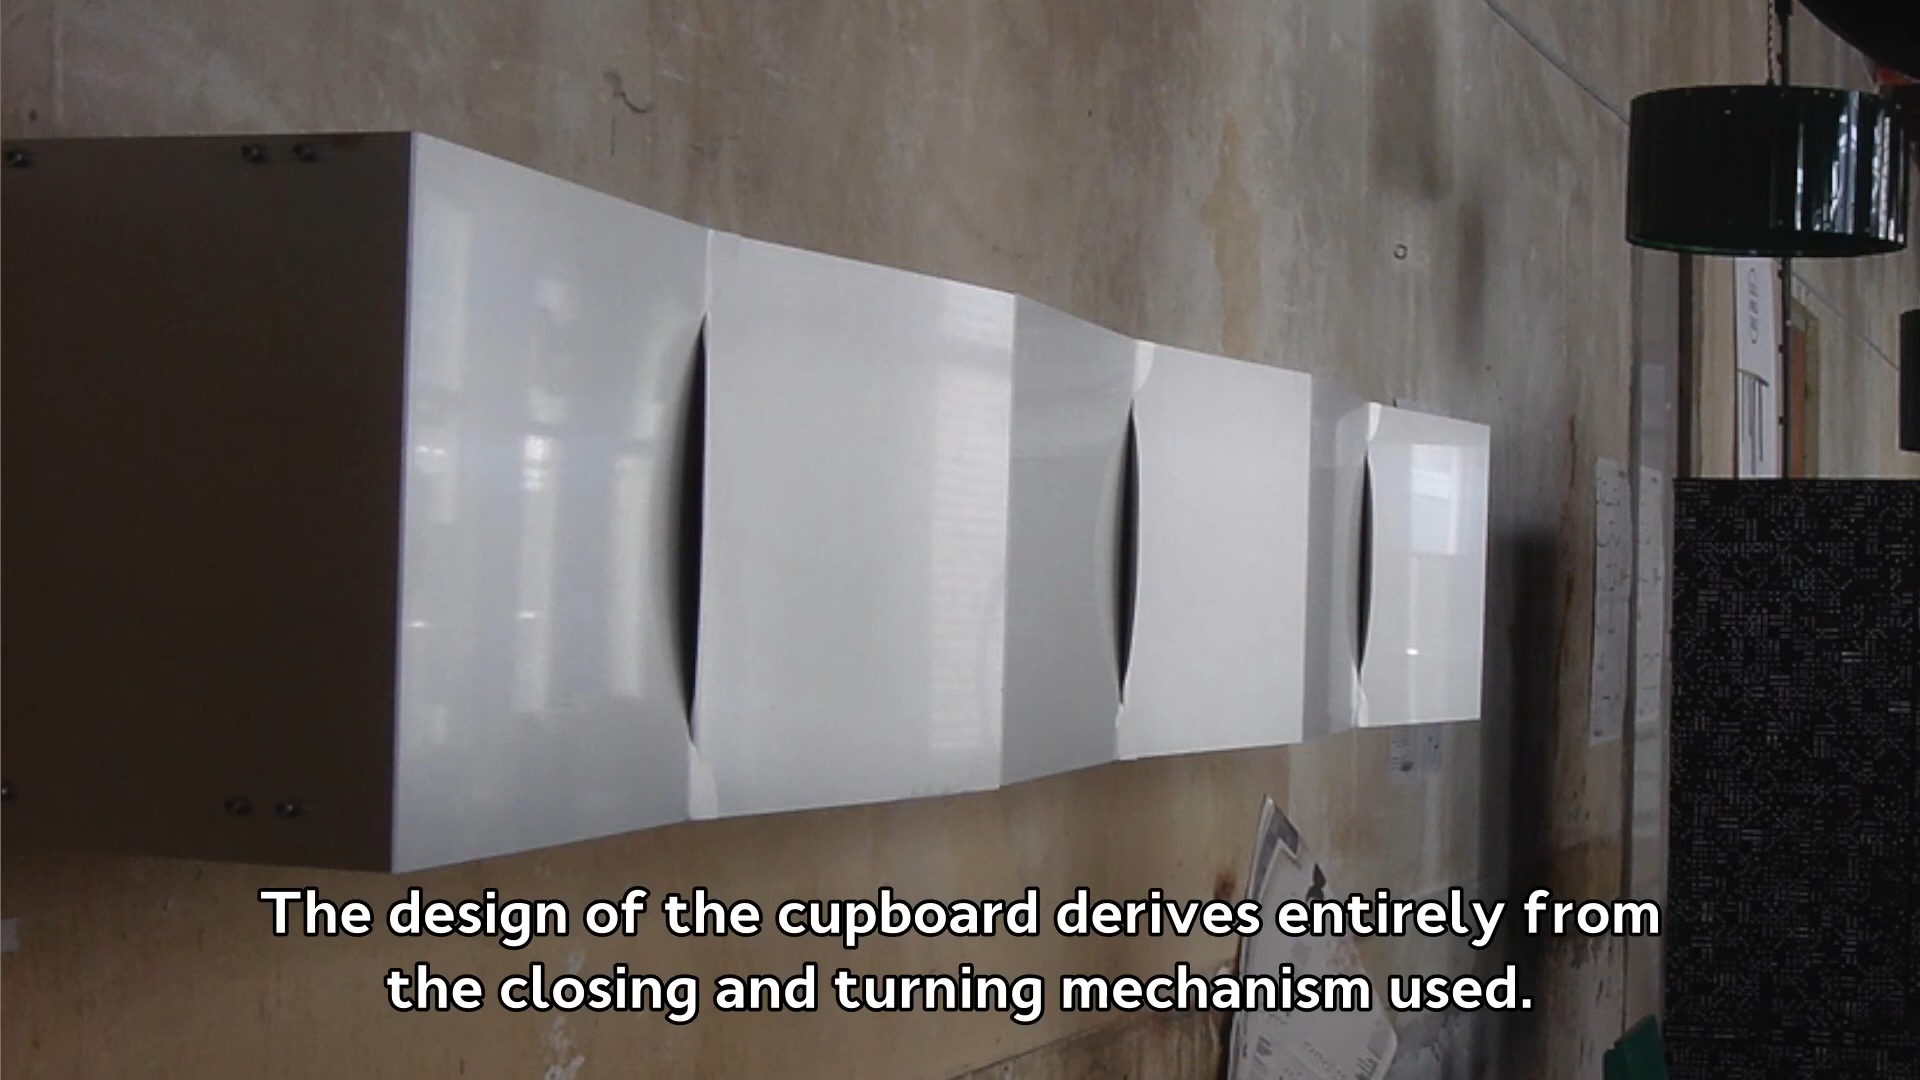 The design of the cupboard derives entirely from
the closing and turning mechanism used.